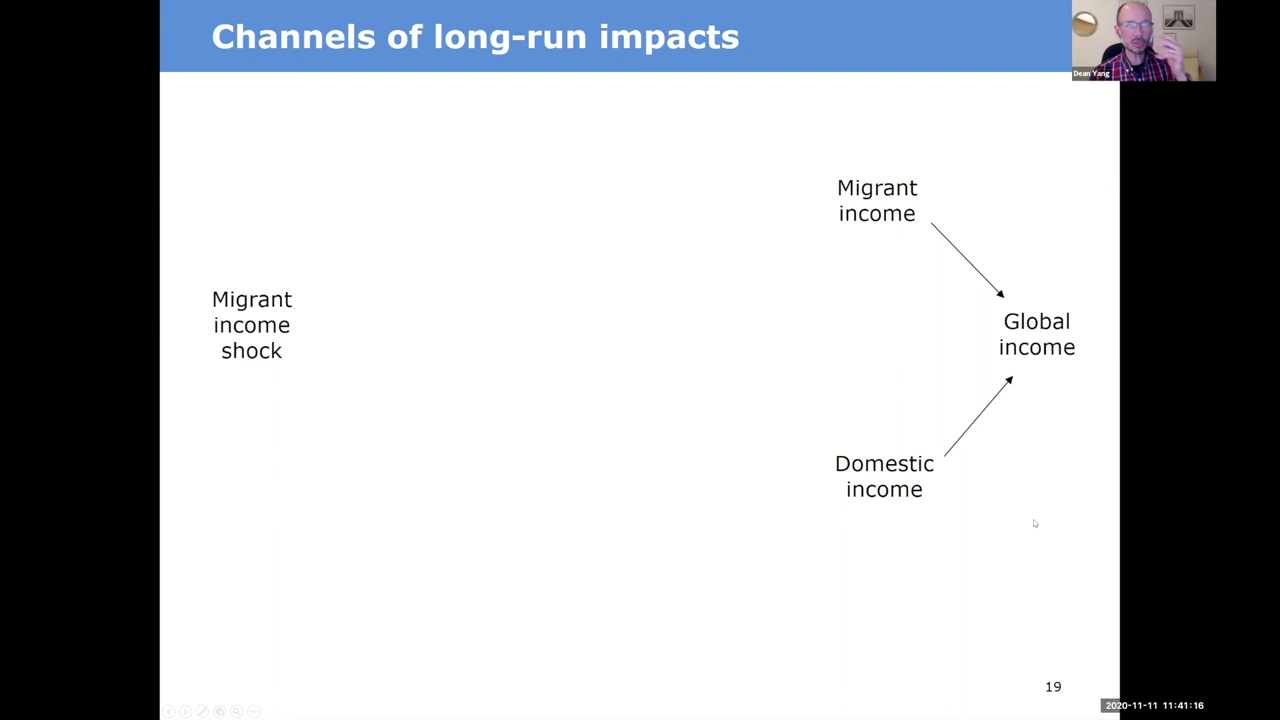 Channels of long-run impacts
Dean Yang
Migrant
income
Migrant
income
shock
Global
income
Domestic
income
19
2020-11-11 11:41:16